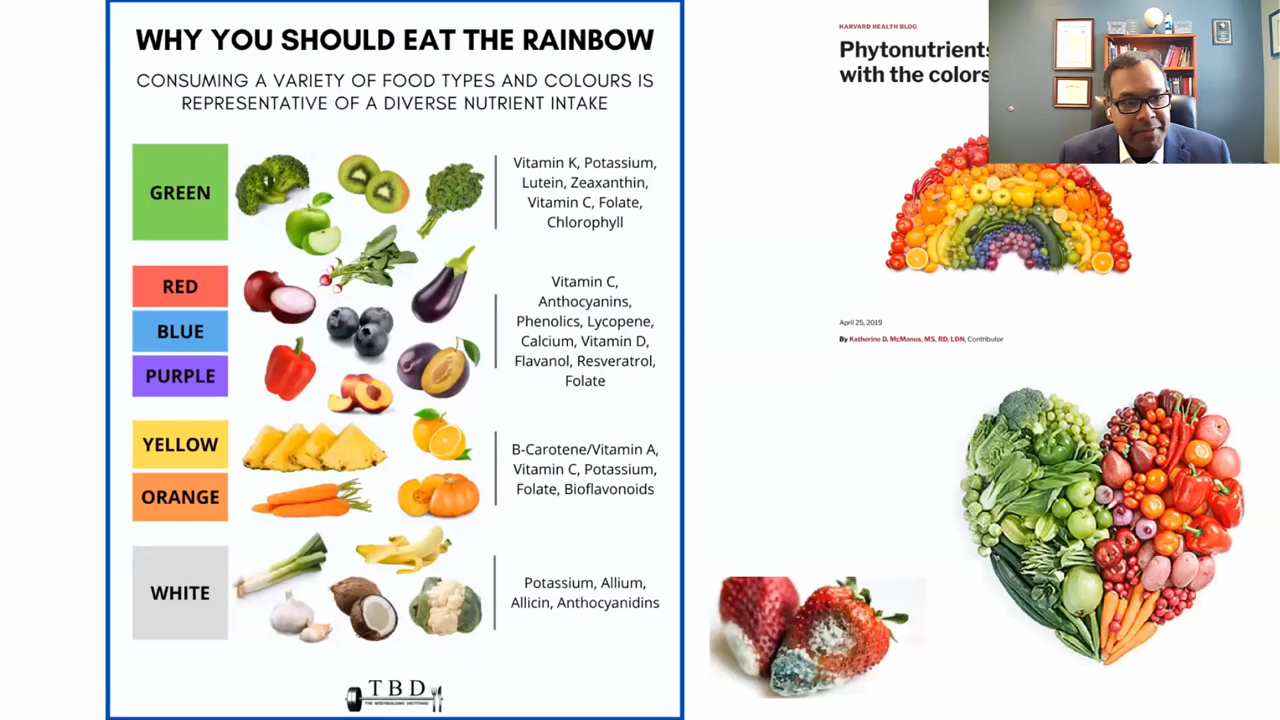 WHY YOU SHOULD EAT THE RAINBOW
CONSUMING A VARIETY OF FOOD TYPES AND COLOURS IS
REPRESENTATIVE OF A DIVERSE NUTRIENT INTAKE
GREEN
Vitamin K, Potassium,
Lutein, Zeaxanthin,
Vitamin C, Folate,
Chlorophyll
RED
BLUE
PURPLE
Vitamin C,
Anthocyanins,
Phenolics, Lycopene,
Calcium, Vitamin D,
Flavanol, Resveratrol,
Folate
YELLOW
ORANGE
B-Carotene/Vitamin A,
Vitamin C, Potassium,
Folate, Bioflavonoids
WHITE
Potassium, Allium,
Allicin, Anthocyanidins
TBD
THE BODYBUILDING DIETITIANS
HARVARD HEALTH BLOG
Phytonutrients
with the colors
April 25, 2019
By Katherine D. McManus, MS, RD, LDN, Contributor